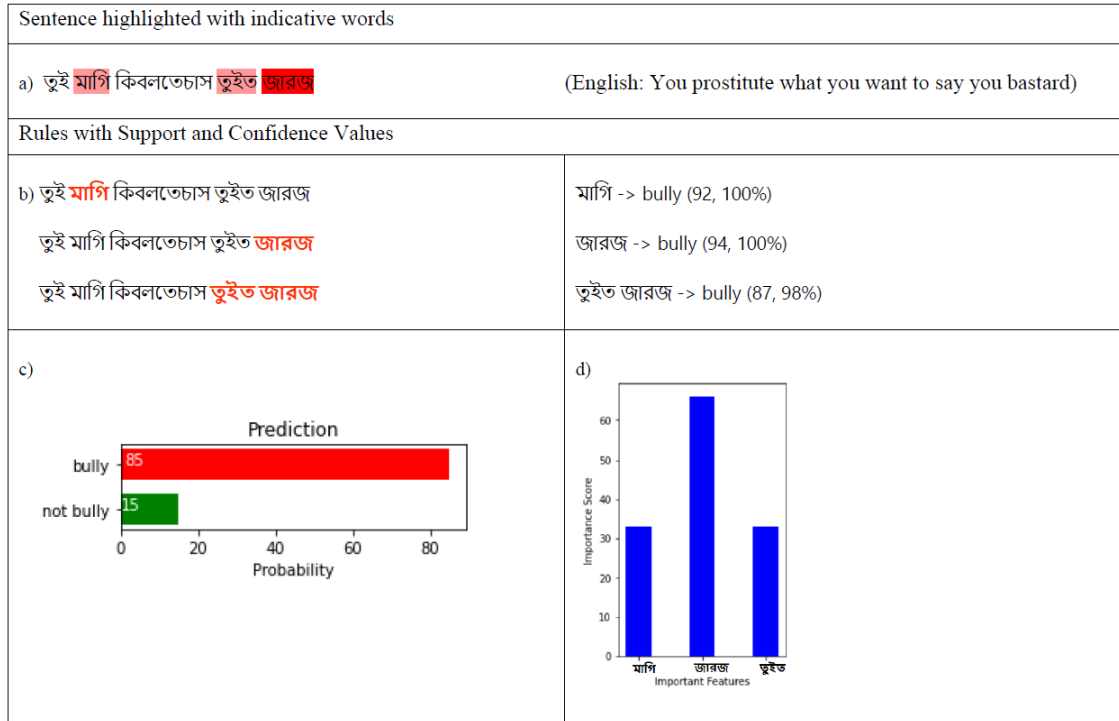 Sentence highlighted with indicative words
a) তুই মাগি কিবলতেচাস তুইত জারজ (English: You prostitute what you want to say you bastard)
Rules with Support and Confidence Values
b) তুই মাগি কিবলতেচাস তুইত জারজ
তুই মাগি কিবলতেচাস তুইত জারজ
তুই মাগি কিবলতেচাস তুইত জারজ
মাগি -> bully (92, 100%)
জারজ -> bully (94, 100%)
তুইত জারজ -> bully (87, 98%)
c)
Prediction
bully 85
not bully 15
0 20 40 60 80
Probability
d)
Importance Score
60
50
40
30
20
10
0
মাগি জারজ তুইত
Important Features